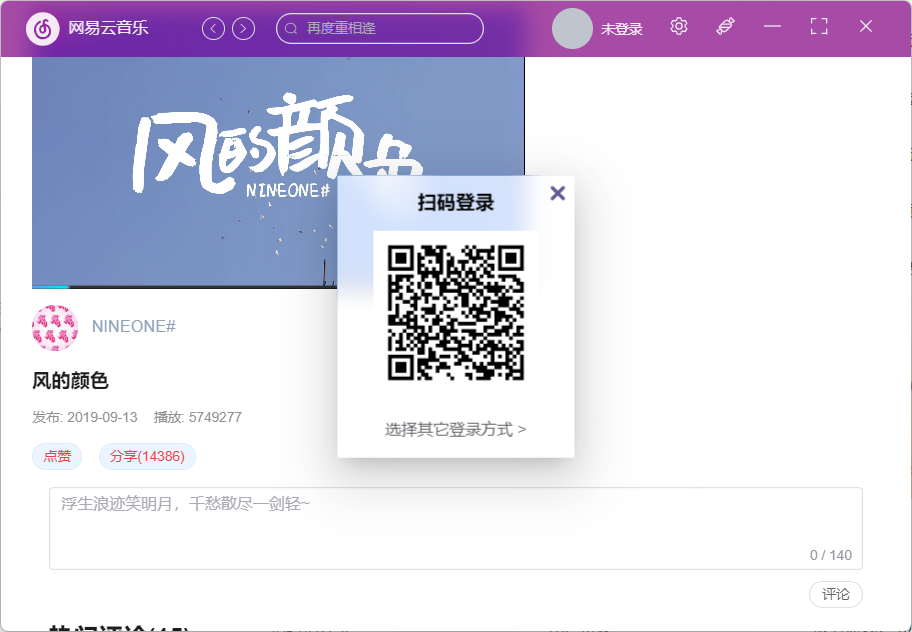 网易云音乐
再度重相逢
未登录
风的颜色
NINEONE#
扫码登录
选择其它登录方式 >
NINEONE#
风的颜色
发布: 2019-09-13 播放: 5749277
点赞
分享(14386)
浮生浪迹笑明月，千愁散尽一剑轻~
0 / 140
评论